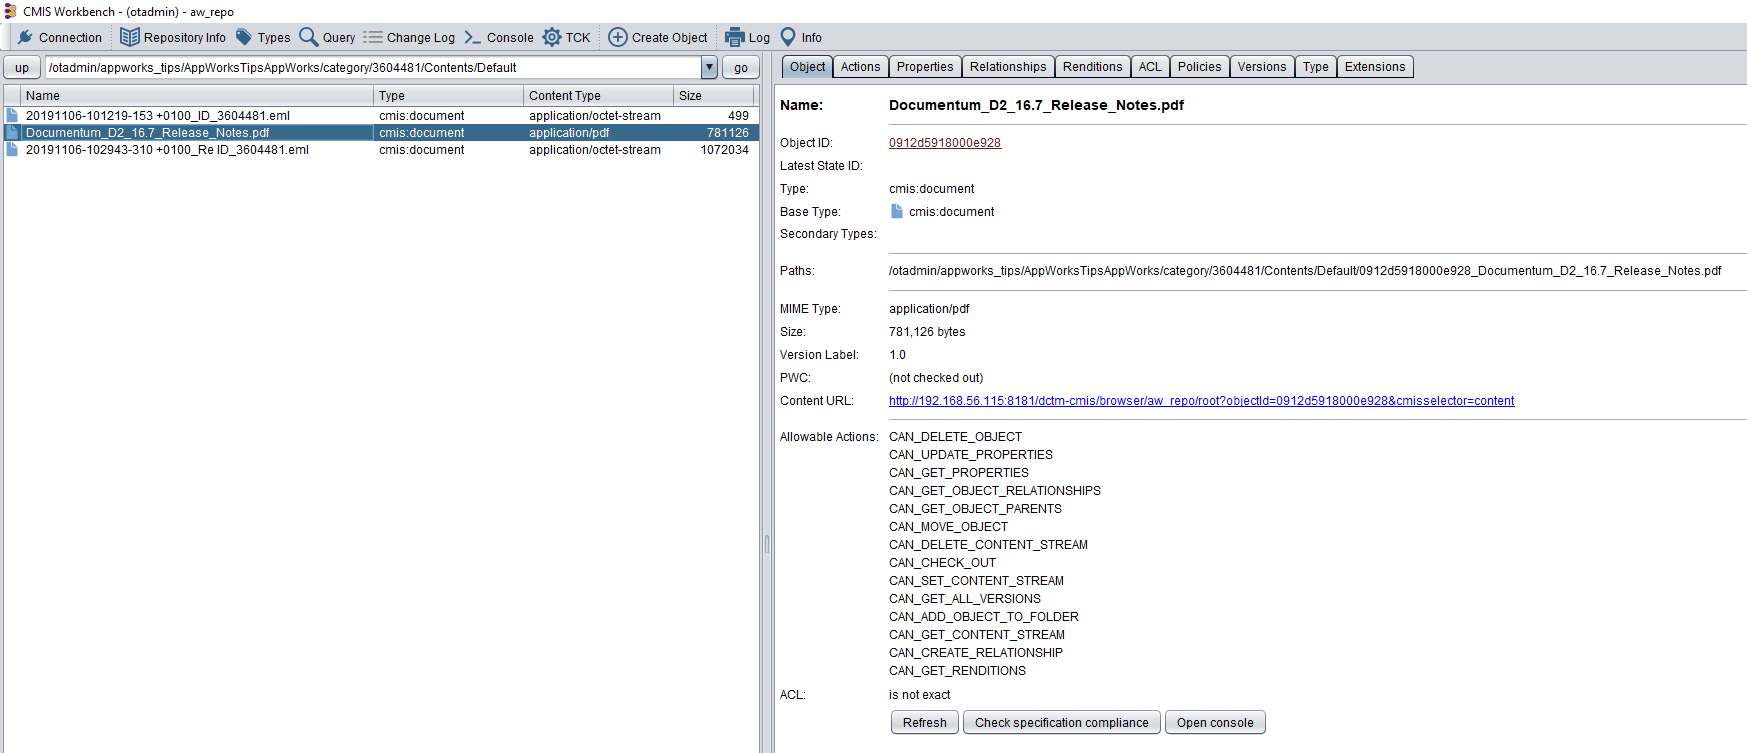 CMIS Workbench - (otadmin) - aw_repo
Connection Repository Info Types Query Change Log Console TCK Create Object Log Info
up /otadmin/appworks_tips/AppWorksTipsAppWorks/category/3604481/Contents/Default go
Name Type Content Type Size
20191106-101219-153 +0100_ID_3604481.eml cmis:document application/octet-stream 499
Documentum_D2_16.7_Release_Notes.pdf cmis:document application/pdf 781126
20191106-102943-310 +0100_Re ID_3604481.eml cmis:document application/octet-stream 1072034
Object Actions Properties Relationships Renditions ACL Policies Versions Type Extensions
Name: Documentum_D2_16.7_Release_Notes.pdf
Object ID: 0912d5918000e928
Latest State ID:
Type: cmis:document
Base Type: cmis:document
Secondary Types:
Paths: /otadmin/appworks_tips/AppWorksTipsAppWorks/category/3604481/Contents/Default/0912d5918000e928_Documentum_D2_16.7_Release_Notes.pdf
MIME Type: application/pdf
Size: 781,126 bytes
Version Label: 1.0
PWC: (not checked out)
Content URL: http://192.168.56.115:8181/dctm-cmis/browser/aw_repo/root?objectId=0912d5918000e928&cmisselector=content
Allowable Actions: CAN_DELETE_OBJECT
CAN_UPDATE_PROPERTIES
CAN_GET_PROPERTIES
CAN_GET_OBJECT_RELATIONSHIPS
CAN_GET_OBJECT_PARENTS
CAN_MOVE_OBJECT
CAN_DELETE_CONTENT_STREAM
CAN_CHECK_OUT
CAN_SET_CONTENT_STREAM
CAN_GET_ALL_VERSIONS
CAN_ADD_OBJECT_TO_FOLDER
CAN_GET_CONTENT_STREAM
CAN_CREATE_RELATIONSHIP
CAN_GET_RENDITIONS
ACL: is not exact
Refresh Check specification compliance Open console